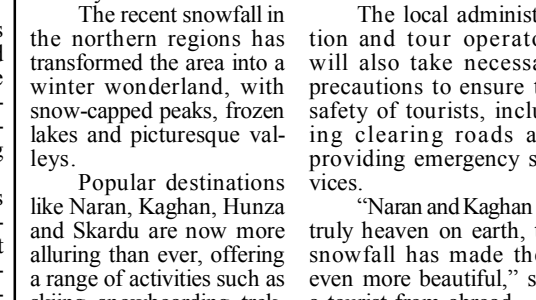 The recent snowfall in
the northern regions has
transformed the area into a
winter wonderland, with
snow-capped peaks, frozen
lakes and picturesque val-
leys.
Popular destinations
like Naran, Kaghan, Hunza
and Skardu are now more
alluring than ever, offering
a range of activities such as
The local administ
tion and tour operato
will also take necessa
precautions to ensure t
safety of tourists, inclu
ing clearing roads a
providing emergency s
vices.
“Naran and Kaghan
truly heaven on earth, t
snowfall has made the
even more beautiful,” s